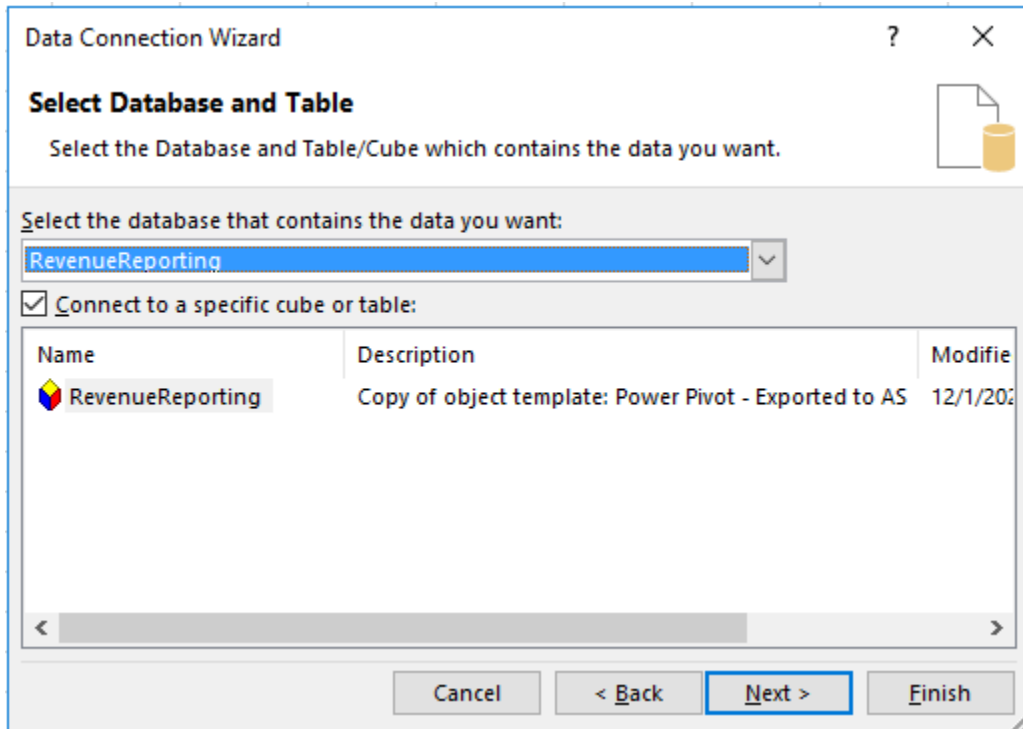 Data Connection Wizard ?
Select Database and Table
Select the Database and Table/Cube which contains the data you want.
Select the database that contains the data you want:
RevenueReporting
Connect to a specific cube or table:
Name Description Modifie
RevenueReporting Copy of object template: Power Pivot - Exported to AS 12/1/202
Cancel < Back Next > Finish